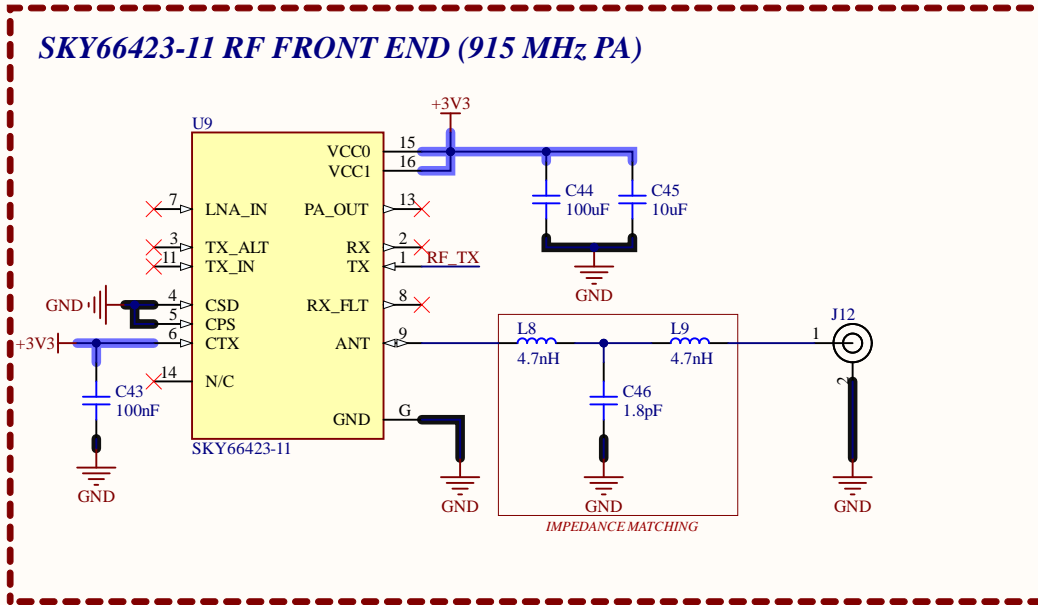 SKY66423-11 RF FRONT END (915 MHz PA)
+3V3
U9
VCC0 15
VCC1 16
7 LNA_IN
PA_OUT 13
C44
100uF
C45
10uF
3 TX_ALT
RX 2
11 TX_IN
TX 1 RF_TX
GND
GND 4 CSD
RX_FLT 8
5 CPS
+3V3 6 CTX
ANT 9
L8
4.7nH
L9
4.7nH
1
J12
2
14 N/C
C43
100nF
C46
1.8pF
GND G
SKY66423-11
GND
GND
GND
GND
IMPEDANCE MATCHING